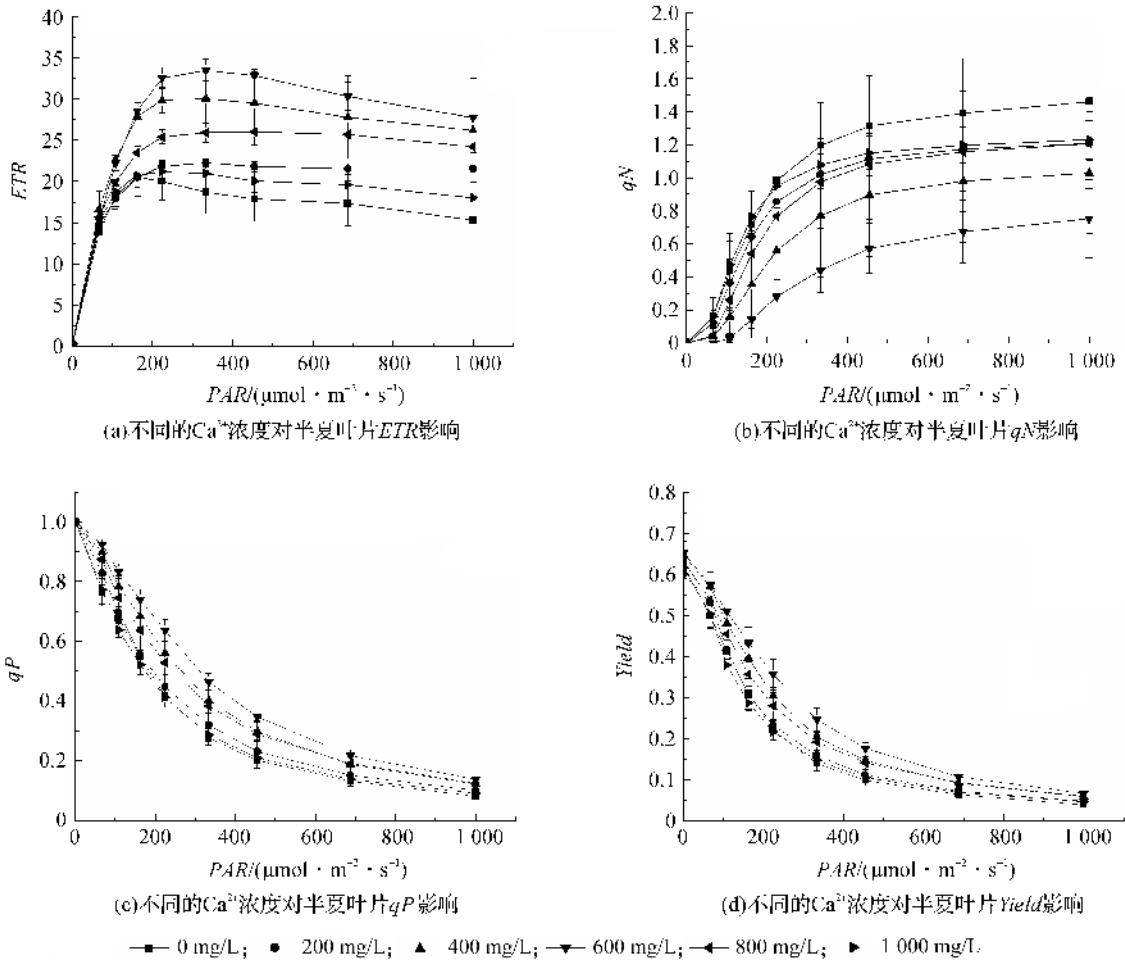 40
35
30
25
20
15
10
5
0
ETR
0 200 400 600 800 1 000
PAR/(μmol · m⁻² · s⁻¹)
(a)不同的Ca²⁺浓度对半夏叶片ETR影响
2.0
1.8
1.6
1.4
1.2
1.0
0.8
0.6
0.4
0.2
0
qN
0 200 400 600 800 1 000
PAR/(μmol · m⁻² · s⁻¹)
(b)不同的Ca²⁺浓度对半夏叶片qN影响
1.0
0.8
0.6
0.4
0.2
0
qP
0 200 400 600 800 1 000
PAR/(μmol · m⁻² · s⁻¹)
(c)不同的Ca²⁺浓度对半夏叶片qP影响
0.8
0.7
0.6
0.5
0.4
0.3
0.2
0.1
0
Yield
0 200 400 600 800 1 000
PAR/(μmol · m⁻² · s⁻¹)
(d)不同的Ca²⁺浓度对半夏叶片Yield影响
0 mg/L; 200 mg/L; 400 mg/L; 600 mg/L; 800 mg/L; 1 000 mg/L